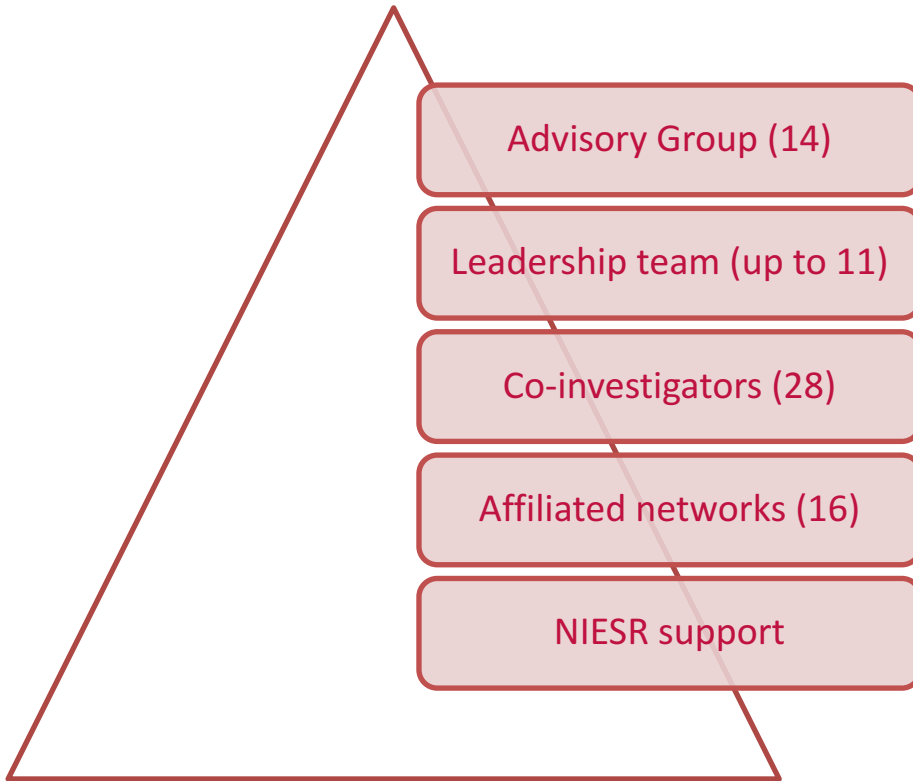 Advisory Group (14)
Leadership team (up to 11)
Co-investigators (28)
Affiliated networks (16)
NIESR support